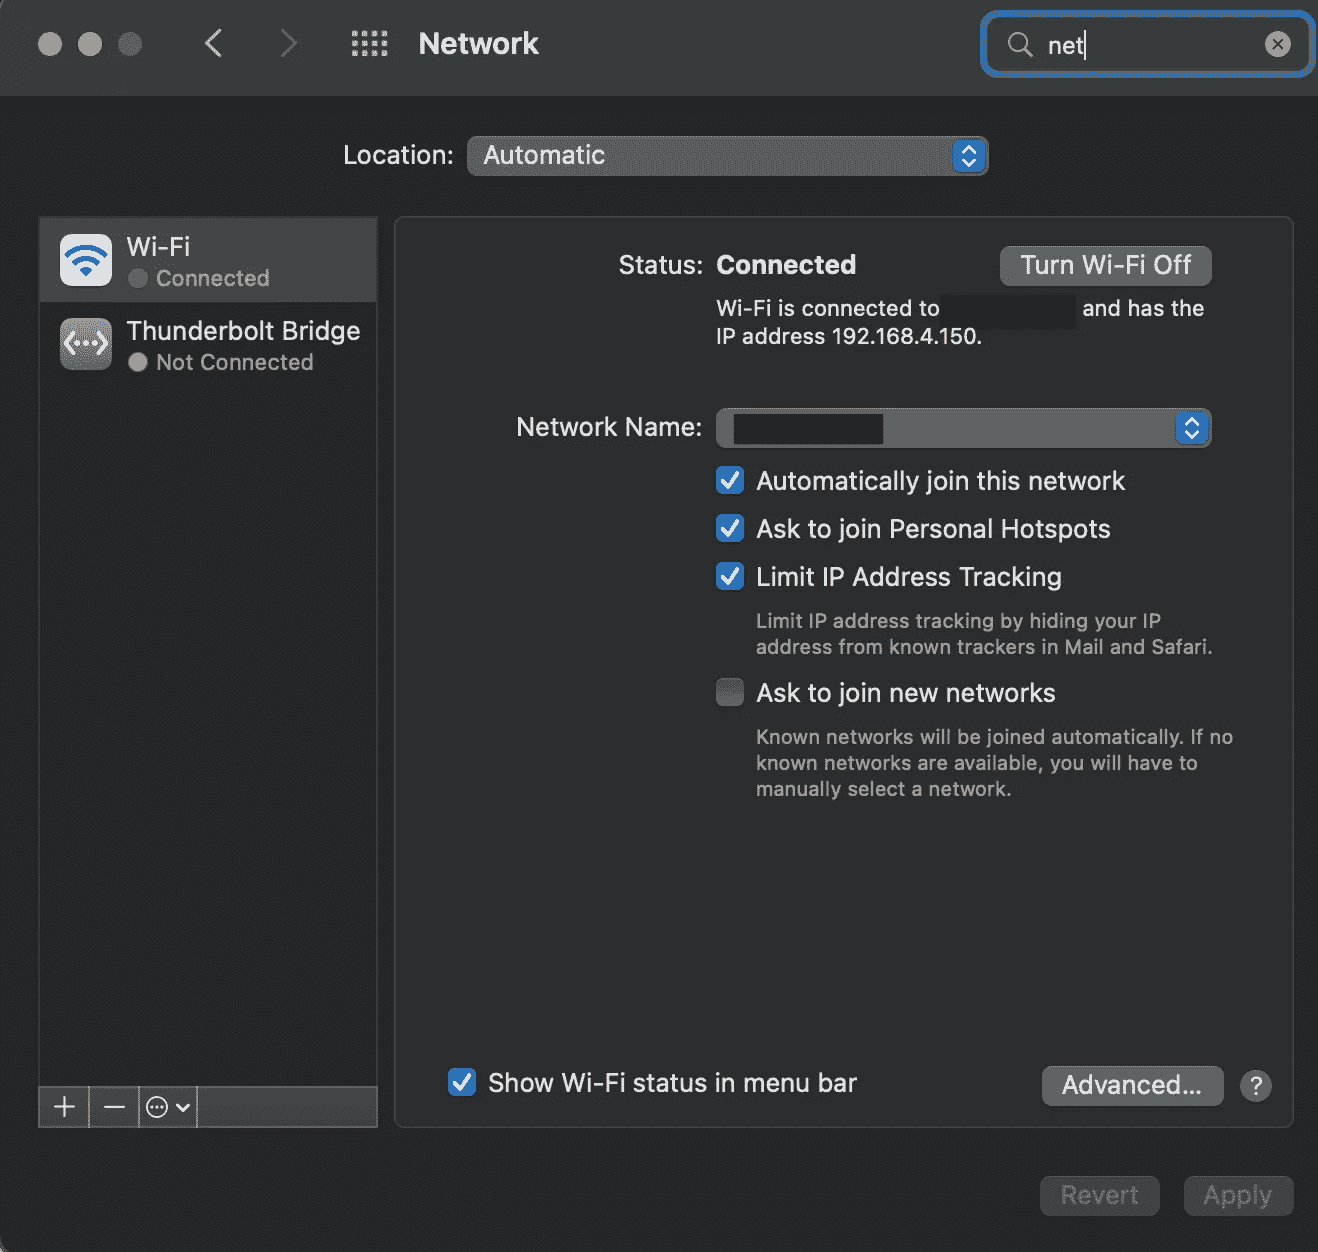 Network
net
Location: Automatic
Wi-Fi
Connected
Thunderbolt Bridge
Not Connected
Status: Connected
Turn Wi-Fi Off
Wi-Fi is connected to and has the
IP address 192.168.4.150.
Network Name:
Automatically join this network
Ask to join Personal Hotspots
Limit IP Address Tracking
Limit IP address tracking by hiding your IP
address from known trackers in Mail and Safari.
Ask to join new networks
Known networks will be joined automatically. If no
known networks are available, you will have to
manually select a network.
Show Wi-Fi status in menu bar
Advanced...
?
Revert
Apply